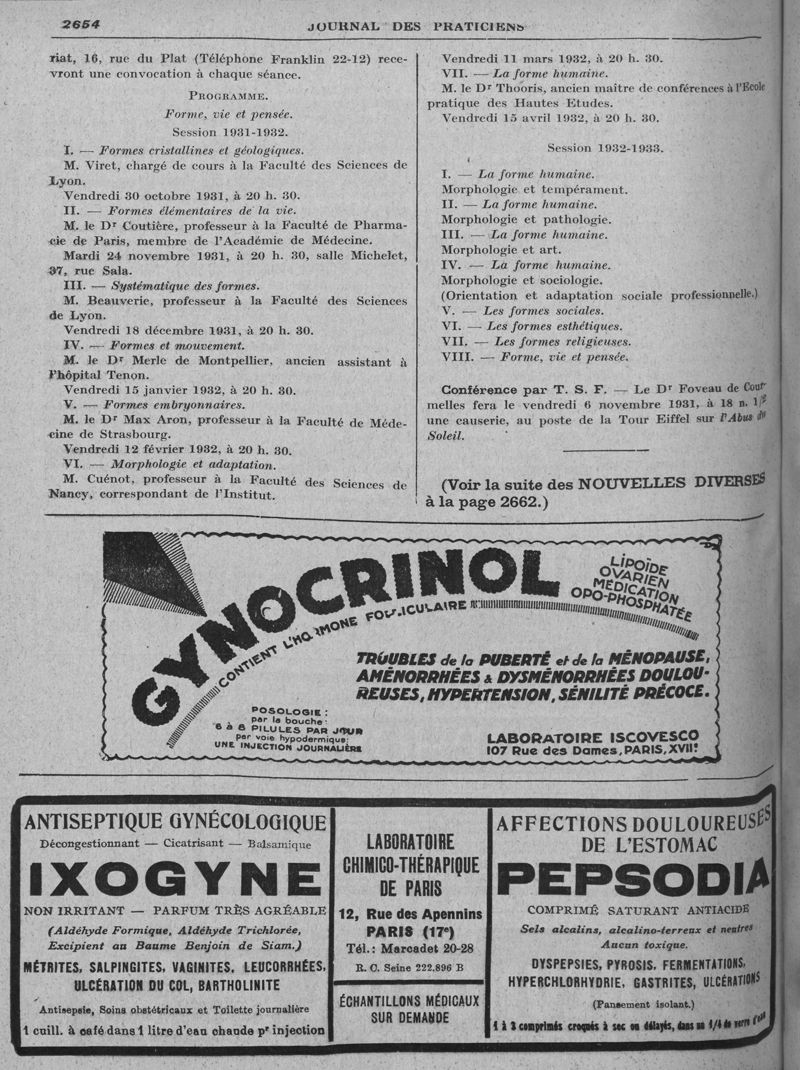 2654
JOURNAL DES PRATICIENS
riat, 16, rue du Plat (Téléphone Franklin 22-12) rece-
vront une convocation à chaque séance.
PROGRAMME.
Forme, vie et pensée.
Session 1931-1932.
I. — Formes cristallines et géologiques.
M. Viret, chargé de cours à la Faculté des Sciences de
Lyon.
Vendredi 30 octobre 1931, à 20 h. 30.
II. — Formes élémentaires de la vie.
M. le Dr Coutière, professeur à la Faculté de Pharma-
cie de Paris, membre de l'Académie de Médecine.
Mardi 24 novembre 1931, à 20 h. 30, salle Michelet,
37, rue Sala.
III. — Systématique des formes.
M. Beauverie, professeur à la Faculté des Sciences
de Lyon.
Vendredi 18 décembre 1931, à 20 h. 30.
IV. — Formes et mouvement.
M. le Dr Merle de Montpellier, ancien assistant à
l'hôpital Tenon.
Vendredi 15 janvier 1932, à 20 h. 30.
V. — Formes embryonnaires.
M. le Dr Max Aron, professeur à la Faculté de Méde-
cine de Strasbourg.
Vendredi 12 février 1932, à 20 h. 30.
VI. — Morphologie et adaptation.
M. Cuénot, professeur à la Faculté des Sciences de
Nancy, correspondant de l'Institut.
Vendredi 11 mars 1932, à 20 h. 30.
VII. — La forme humaine.
M. le Dr Thooris, ancien maitre de conférences à l'Ecole
pratique des Hautes Etudes.
Vendredi 15 avril 1932, à 20 h. 30.
Session 1932-1933.
I. — La forme humaine.
Morphologie et tempérament.
II. — La forme humaine.
Morphologie et pathologie.
III. — La forme humaine.
Morphologie et art.
IV. — La forme humaine.
Morphologie et sociologie.
(Orientation et adaptation sociale professionnelle.)
V. — Les formes sociales.
VI. — Les formes esthétiques.
VII. — Les formes religieuses.
VIII. — Forme, vie et pensée.
Conférence par T. S. F. — Le Dr Foveau de Cour-
melles fera le vendredi 6 novembre 1931, à 18 h. 1/2
une causerie, au poste de la Tour Eiffel sur l'Abus du
Soleil.
(Voir la suite des NOUVELLES DIVERSES
à la page 2662.)
GYNOCRINOL
LIPOÏDE
OVARIEN
MÉDICATION
OPO-PHOSPHATÉE
CONTIENT L'HORMONE FOLLICULAIRE
TROUBLES de la PUBERTÉ et de la MÉNOPAUSE,
AMÉNORRHÉES & DYSMÉNORRHÉES DOULOU-
REUSES, HYPERTENSION, SÉNILITÉ PRÉCOCE.
POSOLOGIE:
par la bouche:
6 à 8 PILULES PAR JOUR
par voie hypodermique:
UNE INJECTION JOURNALIÈRE
LABORATOIRE ISCOVESCO
107 Rue des Dames, PARIS, XVIIe
ANTISEPTIQUE GYNÉCOLOGIQUE
Décongestionnant — Cicatrisant — Balsamique
IXOGYNE
NON IRRITANT — PARFUM TRÈS AGRÉABLE
(Aldéhyde Formique, Aldéhyde Trichlorée,
Excipient au Baume Benjoin de Siam.)
MÉTRITES, SALPINGITES, VAGINITES, LEUCORRHÉES,
ULCÉRATION DU COL, BARTHOLINITE
Antisepsie, Soins obstétricaux et Toilette journalière
1 cuill. à café dans 1 litre d'eau chaude pr injection
LABORATOIRE
CHIMICO-THÉRAPIQUE
DE PARIS
12, Rue des Apennins
PARIS (17e)
Tél.: Marcadet 20-28
R. C. Seine 222,896 B
ÉCHANTILLONS MÉDICAUX
SUR DEMANDE
AFFECTIONS DOULOUREUSES
DE L'ESTOMAC
PEPSODIA
COMPRIMÉ SATURANT ANTIACIDE
Sels alcalins, alcalino-terreux et neutres
Aucun toxique.
DYSPEPSIES, PYROSIS, FERMENTATIONS,
HYPERCHLORHYDRIE, GASTRITES, ULCÉRATIONS
(Pansement isolant.)
1 à 3 comprimés croqués à sec ou délayés, dans un 1/4 de verre d'eau